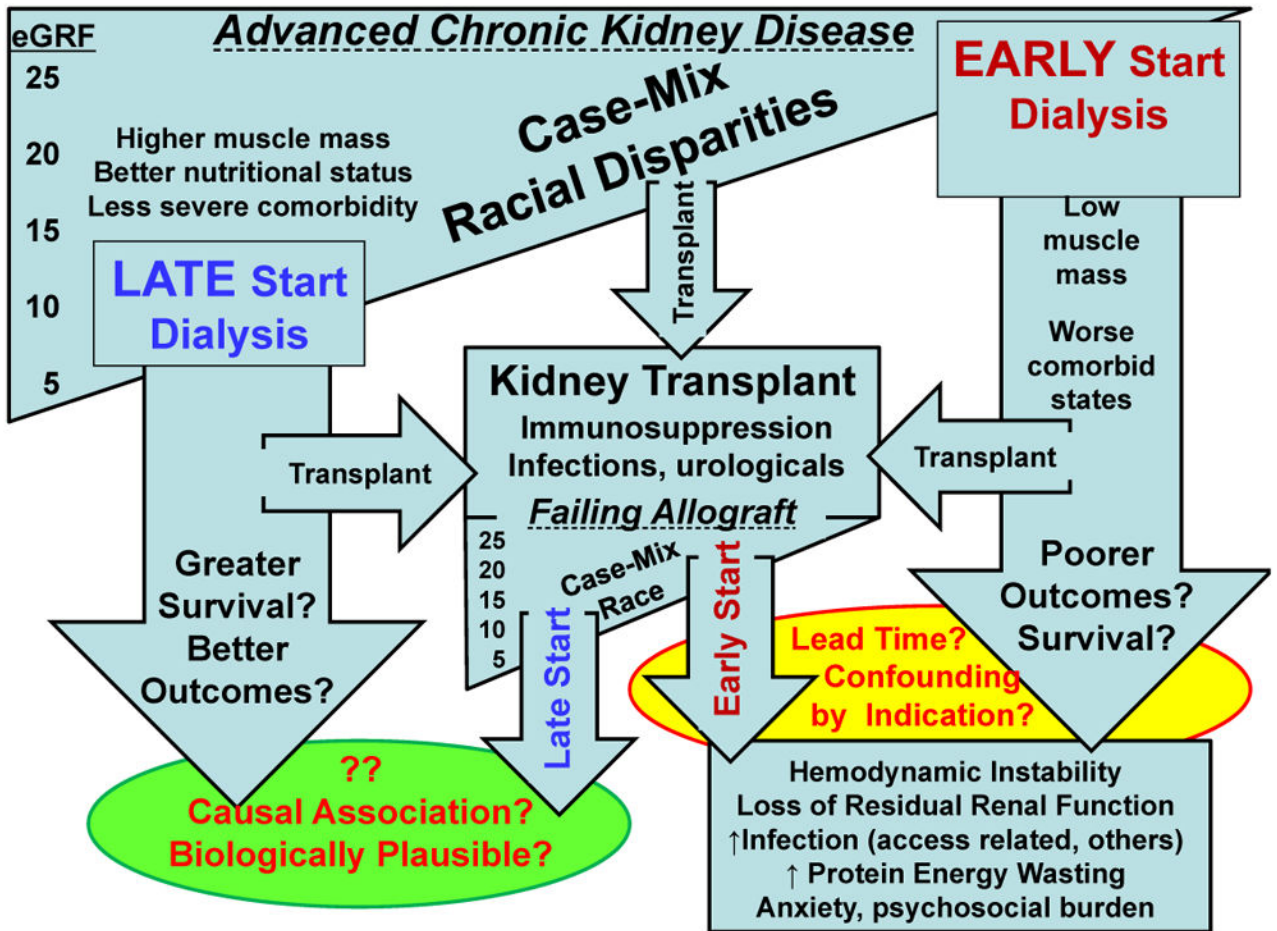 Advanced Chronic Kidney Disease
eGRF
25
20
15
10
5
Case-Mix
Racial Disparities
EARLY Start
Dialysis
Higher muscle mass
Better nutritional status
Less severe comorbidity
LATE Start
Dialysis
Transplant
Low
muscle
mass
Worse
comorbid
states
Kidney Transplant
Immunosuppression
Infections, urologicals
Transplant
Transplant
Failing Allograft
25
20
15
10
5
Case-Mix
Race
Late Start
Early Start
Greater
Survival?
Better
Outcomes?
Poorer
Outcomes?
Survival?
Lead Time?
Confounding
by Indication?
??
Causal Association?
Biologically Plausible?
Hemodynamic Instability
Loss of Residual Renal Function
↑Infection (access related, others)
↑ Protein Energy Wasting
Anxiety, psychosocial burden